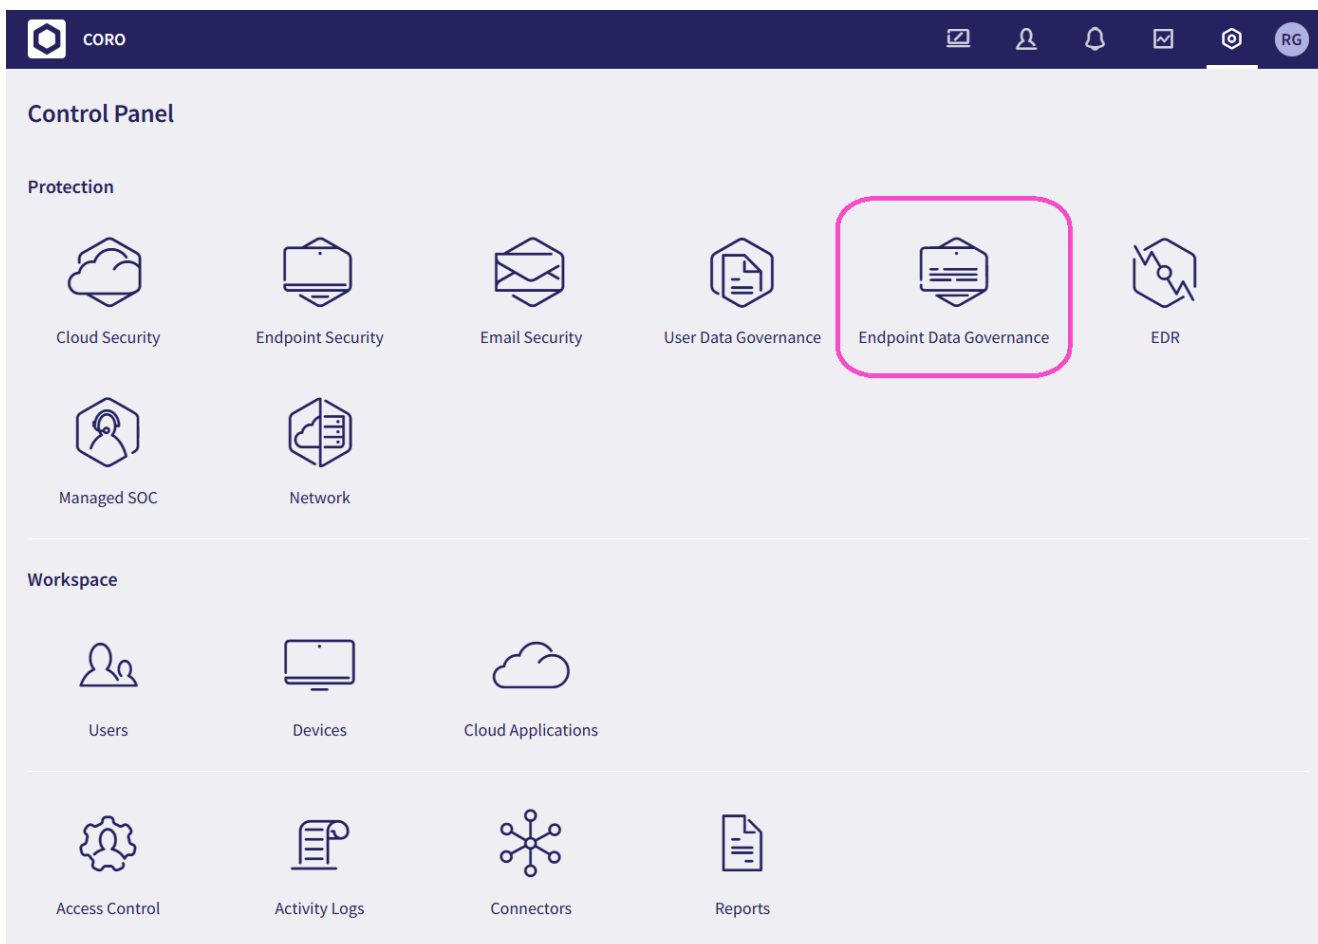 CORO
RG
Control Panel
Protection
Cloud Security
Endpoint Security
Email Security
User Data Governance
Endpoint Data Governance
EDR
Managed SOC
Network
Workspace
Users
Devices
Cloud Applications
Access Control
Activity Logs
Connectors
Reports